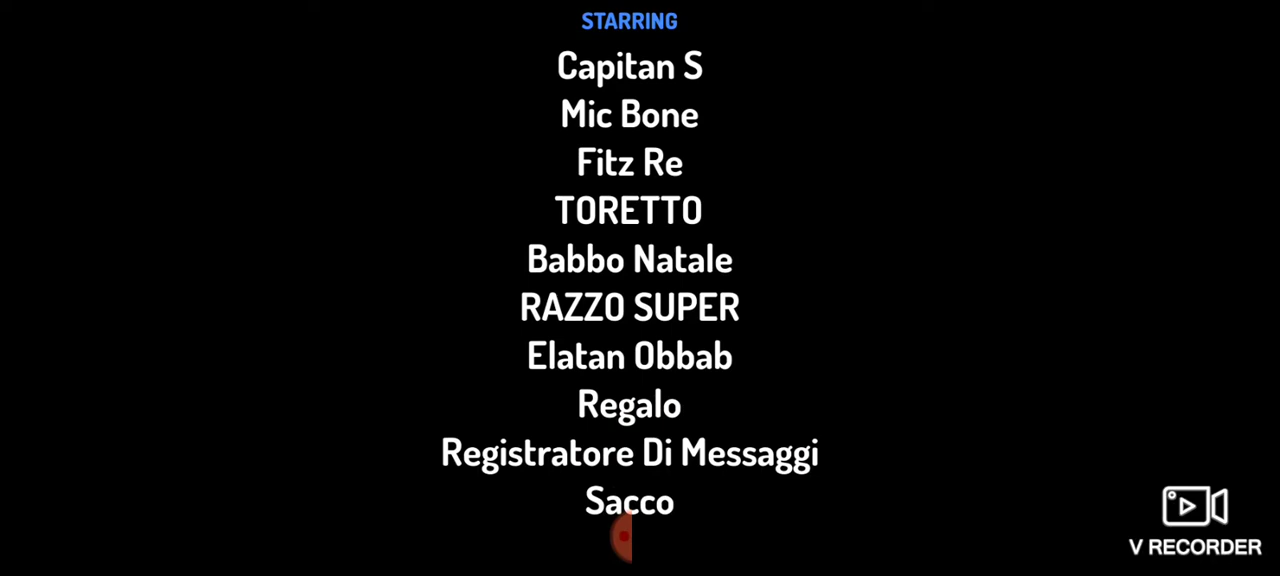 STARRING
Capitan S
Mic Bone
Fitz Re
TORETTO
Babbo Natale
RAZZO SUPER
Elatan Obbab
Regalo
Registratore Di Messaggi
Sacco
V RECORDER